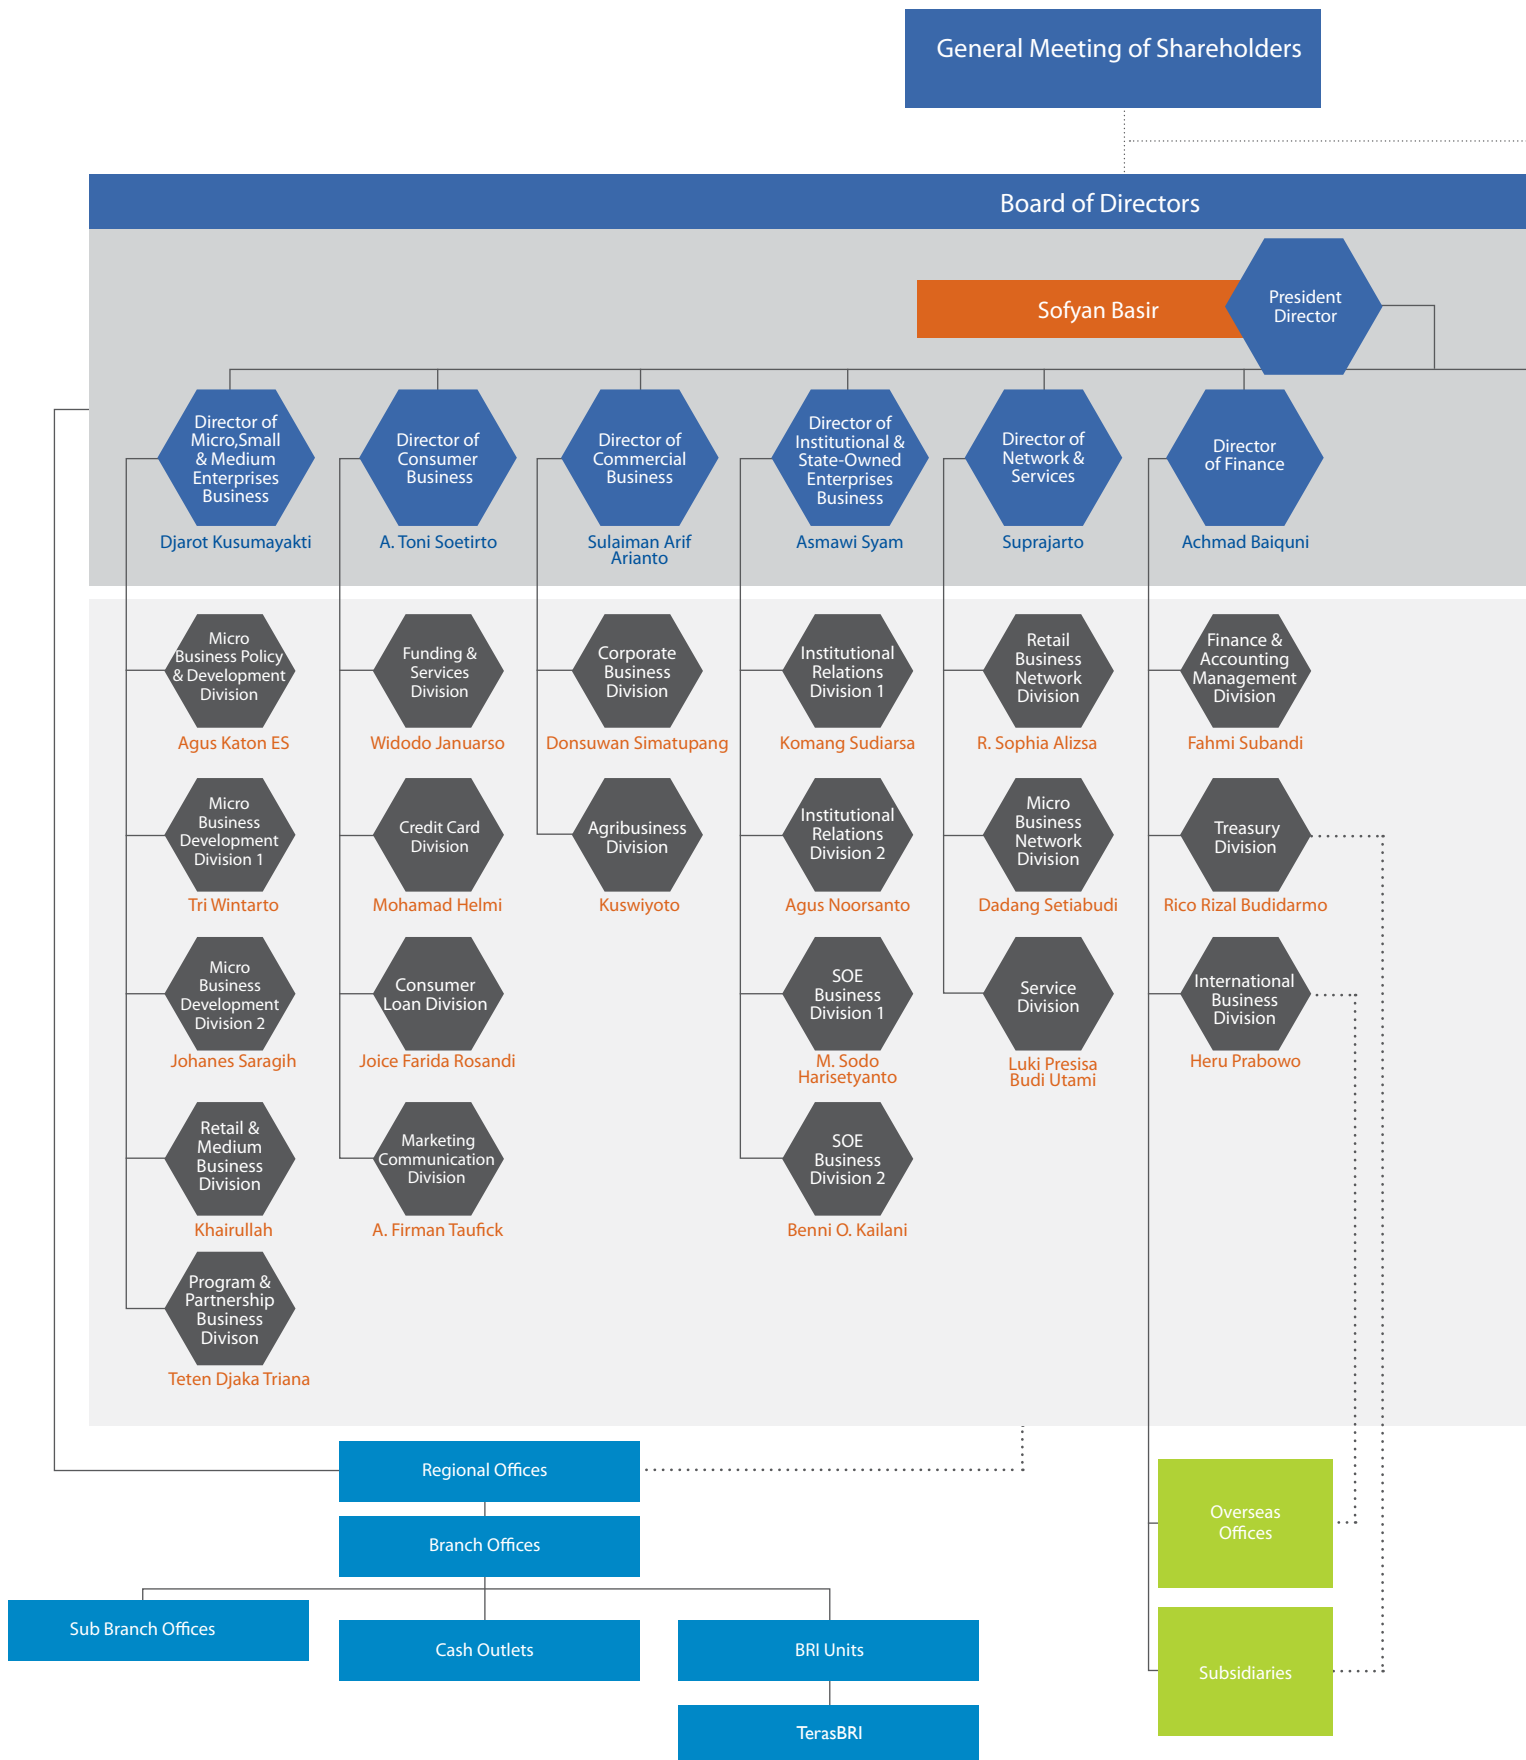 General Meeting of Shareholders
Board of Directors
Sofyan Basir
President
Director
Director of
Micro,Small
& Medium
Enterprises
Business
Djarot Kusumayakti
Director of
Consumer
Business
A. Toni Soetirto
Director of
Commercial
Business
Sulaiman Arif
Arianto
Director of
Institutional &
State-Owned
Enterprises
Business
Asmawi Syam
Director of
Network &
Services
Suprajarto
Director
of Finance
Achmad Baiquni
Micro
Business Policy
& Development
Division
Agus Katon ES
Funding &
Services
Division
Widodo Januarso
Corporate
Business
Division
Donsuwan Simatupang
Institutional
Relations
Division 1
Komang Sudiarsa
Retail
Business
Network
Division
R. Sophia Alizsa
Finance &
Accounting
Management
Division
Fahmi Subandi
Micro
Business
Development
Division 1
Tri Wintarto
Credit Card
Division
Mohamad Helmi
Agribusiness
Division
Kuswiyoto
Institutional
Relations
Division 2
Agus Noorsanto
Micro
Business
Network
Division
Dadang Setiabudi
Treasury
Division
Rico Rizal Budidarmo
Micro
Business
Development
Division 2
Johanes Saragih
Consumer
Loan Division
Joice Farida Rosandi
SOE
Business
Division 1
M. Sodo
Harisetyanto
Service
Division
Luki Presisa
Budi Utami
International
Business
Division
Heru Prabowo
Retail &
Medium
Business
Division
Khairullah
Marketing
Communication
Division
A. Firman Taufick
SOE
Business
Division 2
Benni O. Kailani
Program &
Partnership
Business
Divison
Teten Djaka Triana
Regional Offices
Branch Offices
Sub Branch Offices
Cash Outlets
BRI Units
TerasBRI
Overseas
Offices
Subsidiaries